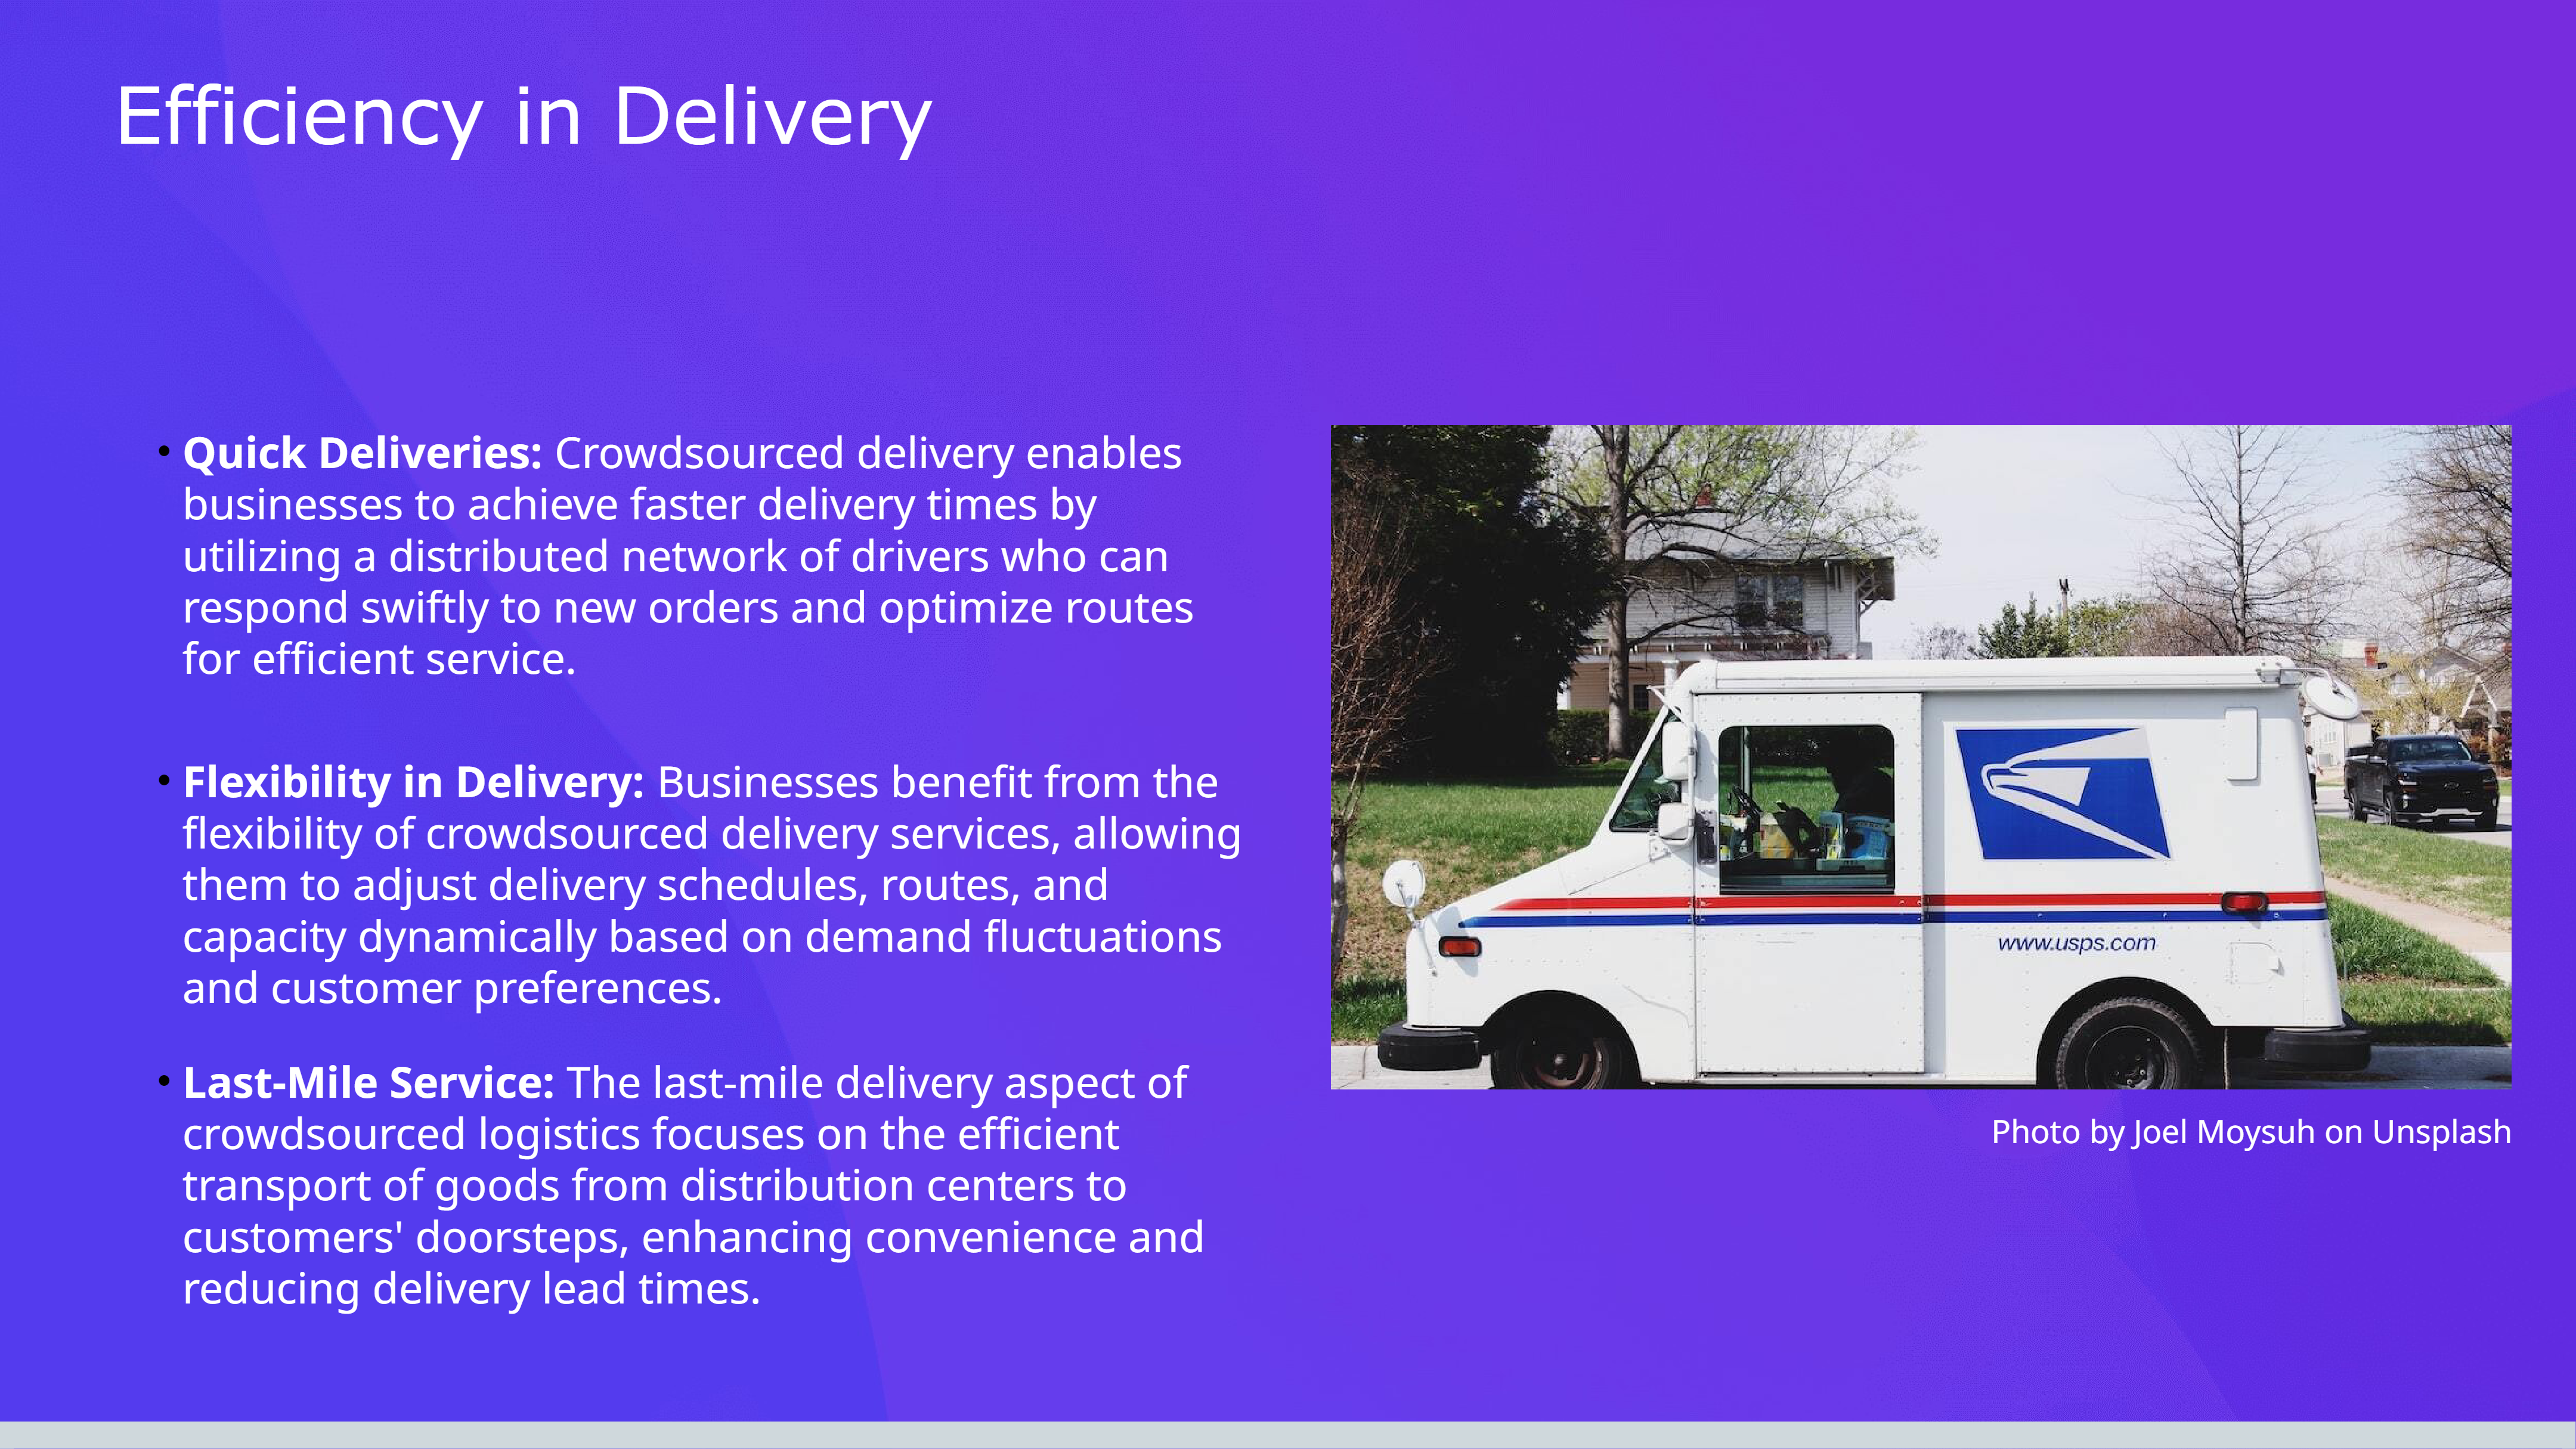 Efficiency in Delivery
• Quick Deliveries: Crowdsourced delivery enables
businesses to achieve faster delivery times by
utilizing a distributed network of drivers who can
respond swiftly to new orders and optimize routes
for efficient service.
• Flexibility in Delivery: Businesses benefit from the
flexibility of crowdsourced delivery services, allowing
them to adjust delivery schedules, routes, and
capacity dynamically based on demand fluctuations
and customer preferences.
• Last-Mile Service: The last-mile delivery aspect of
crowdsourced logistics focuses on the efficient
transport of goods from distribution centers to
customers' doorsteps, enhancing convenience and
reducing delivery lead times.
www.usps.com
Photo by Joel Moysuh on Unsplash